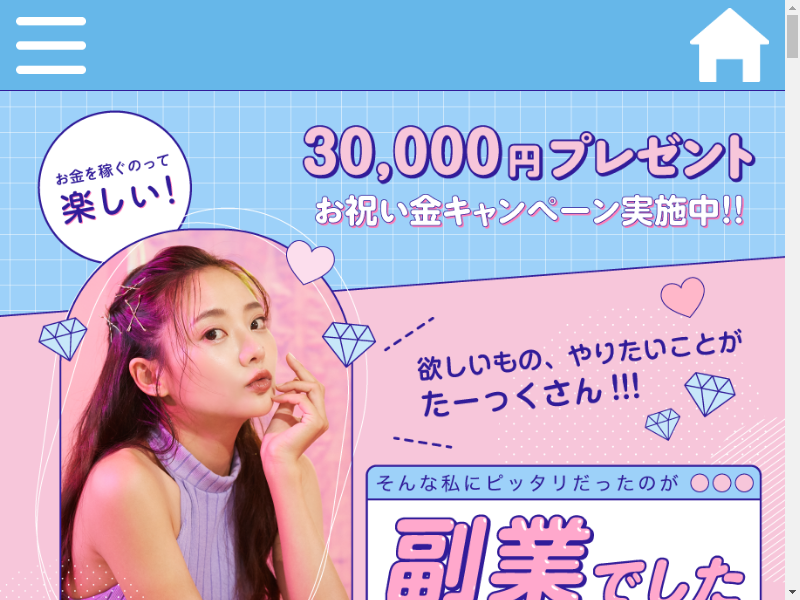 お金を稼ぐのって
楽しい!
30,000円プレゼント
お祝い金キャンペーン実施中!!
欲しいもの、やりたいことが
たーっくさん!!!
そんな私にピッタリだったのが
副業でした